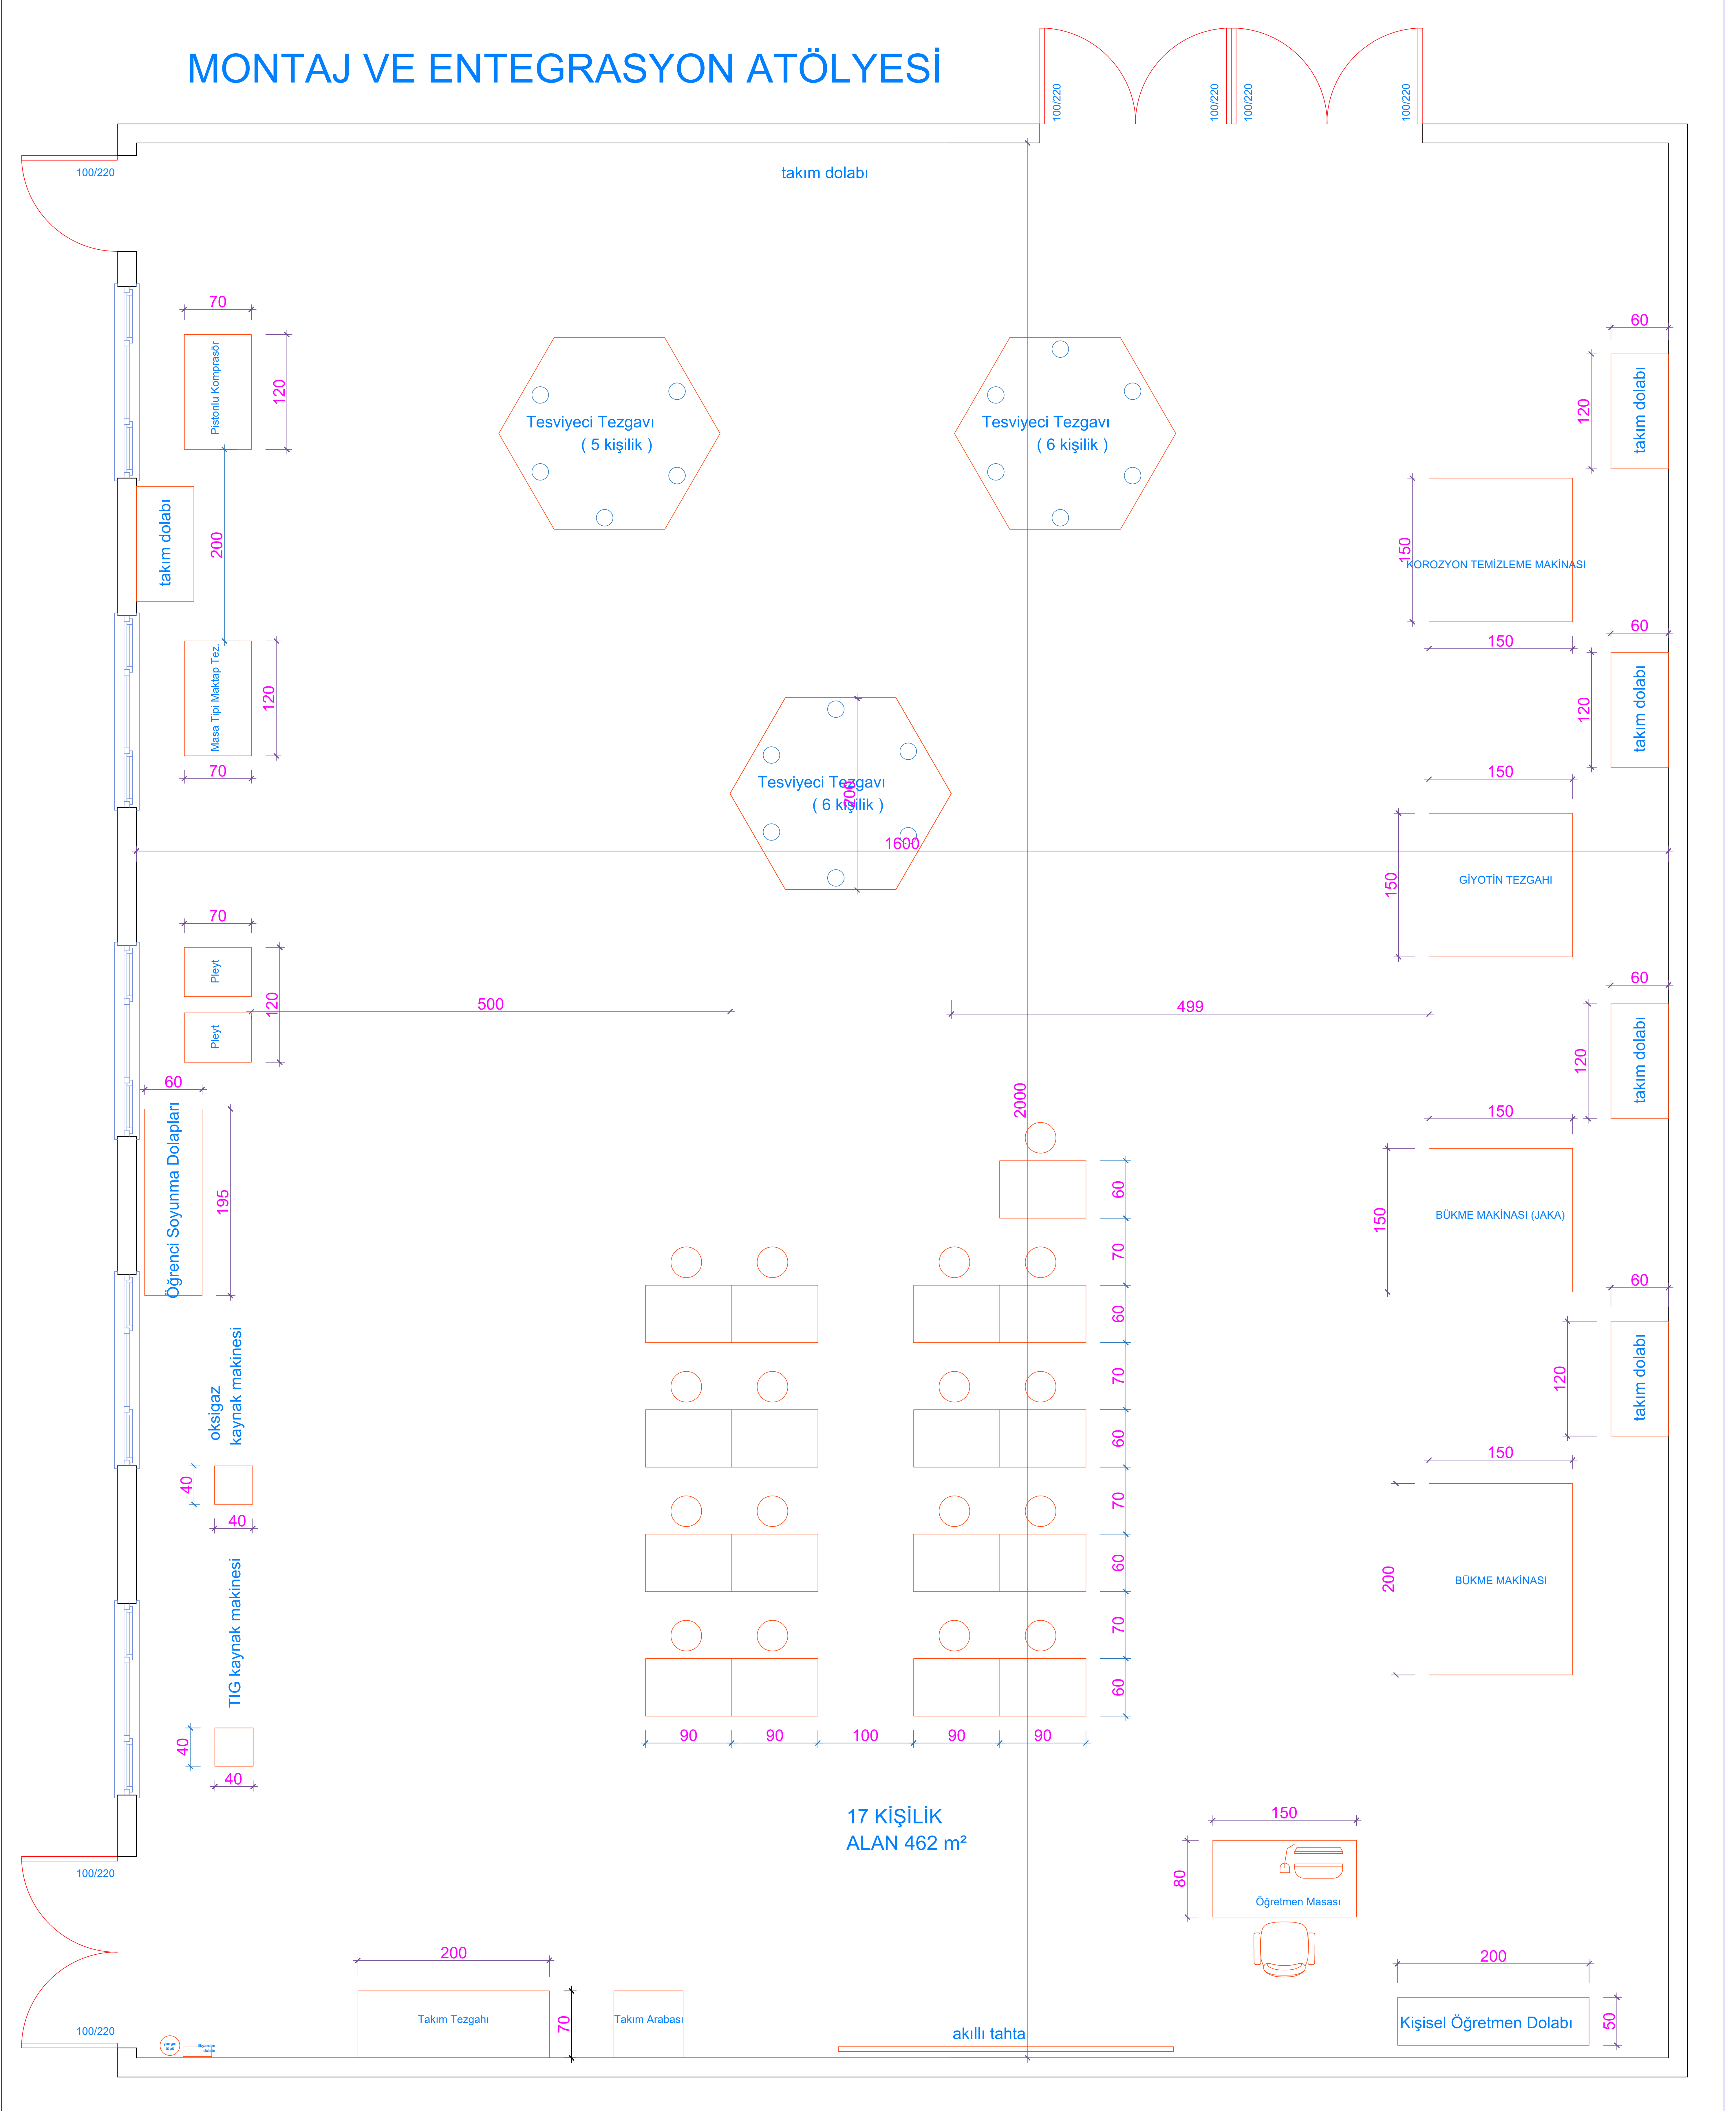 MONTAJ VE ENTEGRASYON ATÖLYESİ
100/220
100/220
100/220
100/220
100/220
takım dolabı
70
Pistonlu Komprasör
120
Tesviyeci Tezgavı
( 5 kişilik )
Tesviyeci Tezgavı
( 6 kişilik )
60
120
takım dolabı
takım dolabı
200
150
KOROZYON TEMİZLEME MAKİNASI
150
60
120
takım dolabı
Masa Tipi Maktap Tez.
120
70
Tesviyeci Tezgavı
( 6 kişilik )
200
1600
150
150
GİYOTİN TEZGAHI
70
Pleyt
Pleyt
120
500
499
60
120
takım dolabı
60
Öğrenci Soyunma Dolapları
195
2000
150
150
BÜKME MAKİNASI (JAKA)
60
70
60
70
60
70
60
70
60
60
120
takım dolabı
oksigaz
kaynak makinesi
40
40
150
200
BÜKME MAKİNASI
TIG kaynak makinesi
40
40
90
90
100
90
90
17 KİŞİLİK
ALAN 462 m²
150
80
Öğretmen Masası
100/220
100/220
200
Takım Tezgahı
70
Takım Arabası
akıllı tahta
200
Kişisel Öğretmen Dolabı
50
yangın
tüpü
dolabı